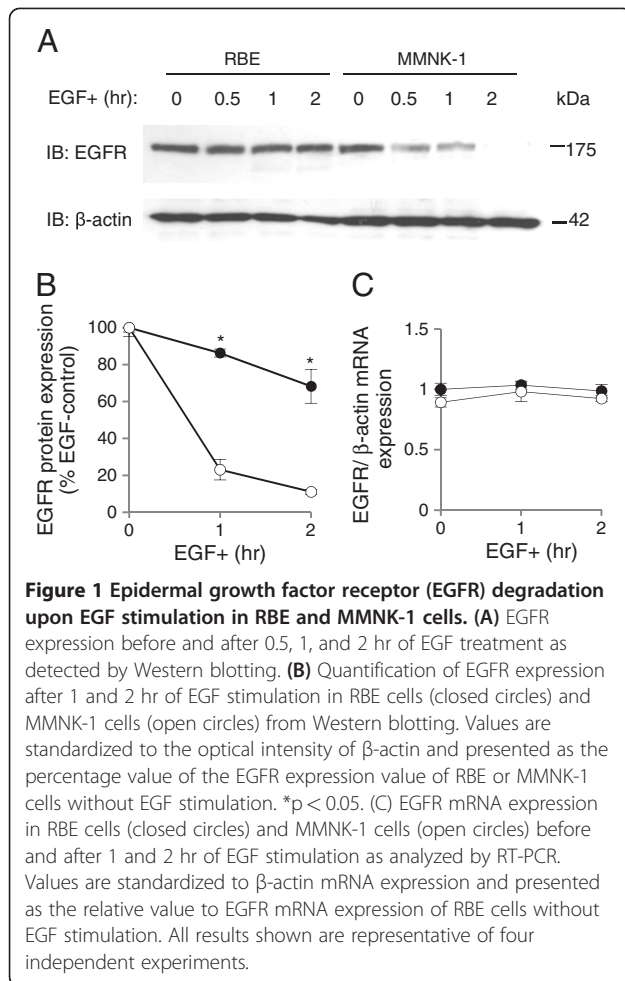 A
RBE MMNK-1
EGF+ (hr): 0 0.5 1 2 0 0.5 1 2 kDa
IB: EGFR 175
IB: β-actin 42
B
EGFR protein expression
(% EGF-control)
100
80
60
40
20
0
* *
0 1 2
EGF+ (hr)
C
EGFR/ β-actin mRNA
expression
1.5
1
0.5
0
0 1 2
EGF+ (hr)
Figure 1 Epidermal growth factor receptor (EGFR) degradation
upon EGF stimulation in RBE and MMNK-1 cells. (A) EGFR
expression before and after 0.5, 1, and 2 hr of EGF treatment as
detected by Western blotting. (B) Quantification of EGFR expression
after 1 and 2 hr of EGF stimulation in RBE cells (closed circles) and
MMNK-1 cells (open circles) from Western blotting. Values are
standardized to the optical intensity of β-actin and presented as the
percentage value of the EGFR expression value of RBE or MMNK-1
cells without EGF stimulation. *p < 0.05. (C) EGFR mRNA expression
in RBE cells (closed circles) and MMNK-1 cells (open circles) before
and after 1 and 2 hr of EGF stimulation as analyzed by RT-PCR.
Values are standardized to β-actin mRNA expression and presented
as the relative value to EGFR mRNA expression of RBE cells without
EGF stimulation. All results shown are representative of four
independent experiments.